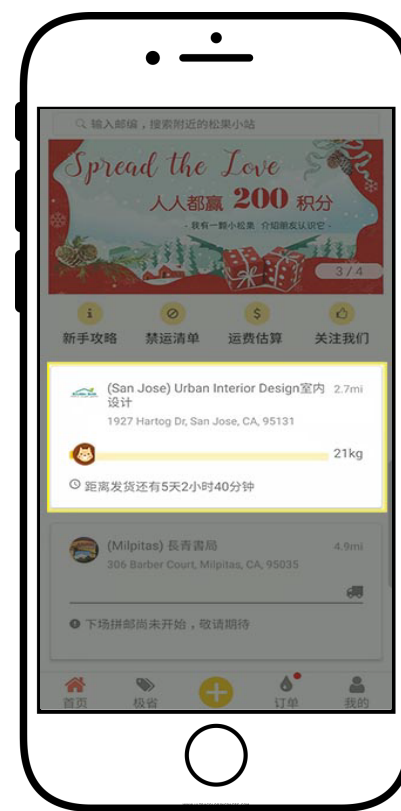 输入邮编，搜索附近的松果小站
Spread the Love
人人都赢 200 积分
- 我有一颗小松果 介绍朋友认识它 -
3 / 4
新手攻略 禁运清单 运费估算 关注我们
(San Jose) Urban Interior Design室内 2.7mi
设计
1927 Hartog Dr, San Jose, CA, 95131
21kg
距离发货还有5天2小时40分钟
(Milpitas) 長青書局 4.9mi
306 Barber Court, Milpitas, CA, 95035
下场拼邮尚未开始，敬请期待
首页 极省 订单 我的